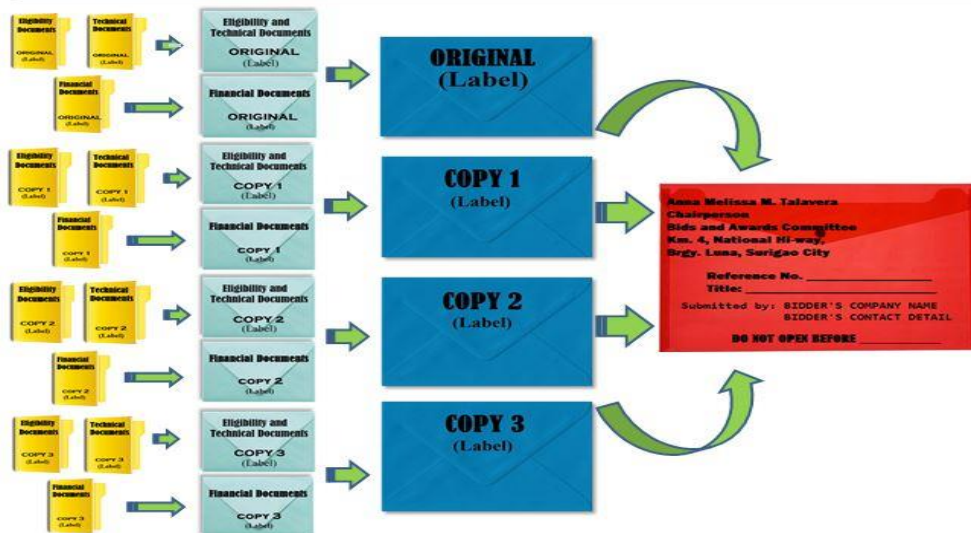 Eligibility
Documents
ORIGINAL
(Label)
Technical
Documents
ORIGINAL
(Label)
Eligibility and
Technical Documents
ORIGINAL
(Label)
Financial
Documents
ORIGINAL
(Label)
Financial Documents
ORIGINAL
(Label)
ORIGINAL
(Label)
Eligibility
Documents
COPY 1
(Label)
Technical
Documents
COPY 1
(Label)
Eligibility and
Technical Documents
COPY 1
(Label)
Financial
Documents
COPY 1
(Label)
Financial Documents
COPY 1
(Label)
COPY 1
(Label)
Eligibility
Documents
COPY 2
(Label)
Technical
Documents
COPY 2
(Label)
Eligibility and
Technical Documents
COPY 2
(Label)
Financial
Documents
COPY 2
(Label)
Financial Documents
COPY 2
(Label)
COPY 2
(Label)
Eligibility
Documents
COPY 3
(Label)
Technical
Documents
COPY 3
(Label)
Eligibility and
Technical Documents
COPY 3
(Label)
Financial
Documents
COPY 3
(Label)
Financial Documents
COPY 3
(Label)
COPY 3
(Label)
Anna Melissa M. Talavera
Chairperson
Bids and Awards Committee
Km. 4, National Hi-way,
Brgy. Luna, Surigao City
Reference No. ______________
Title: __________________________
Submitted by: BIDDER'S COMPANY NAME
BIDDER'S CONTACT DETAIL
DO NOT OPEN BEFORE ___________